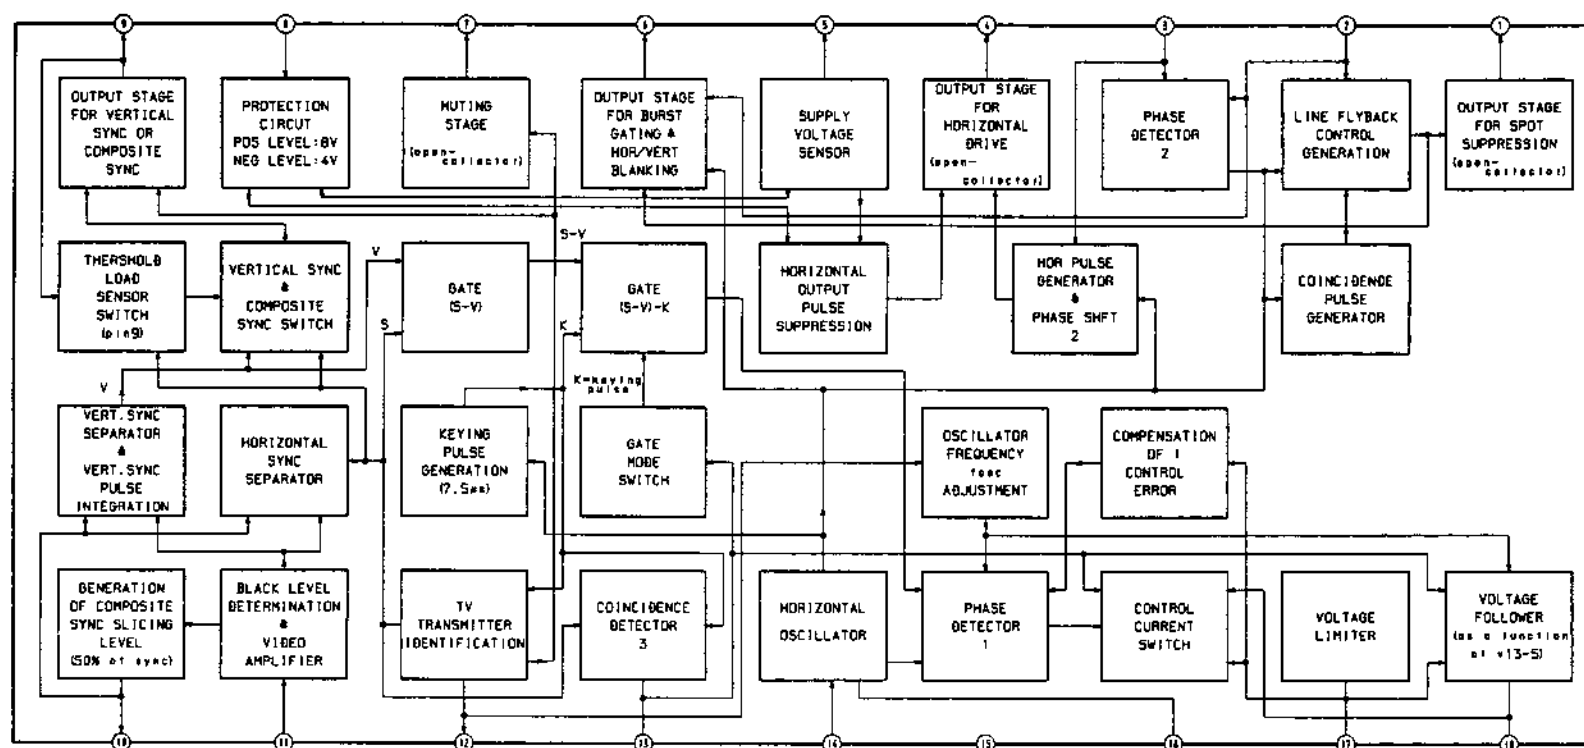 9 8 7 6 5 4 3 2 1
OUTPUT STAGE
FOR VERTICAL
SYNC OR
COMPOSITE
SYNC
PROTECTION
CIRCUT
POS LEVEL:8V
NEG LEVEL:4V
MUTING
STAGE
(open-
collector)
OUTPUT STAGE
FOR BURST
GATING &
HOR/VERT
BLANKING
SUPPLY
VOLTAGE
SENSOR
OUTPUT STAGE
FOR
HORIZONTAL
DRIVE
(open-
collector)
PHASE
DETECTOR
2
LINE FLYBACK
CONTROL
GENERATION
OUTPUT STAGE
FOR SPOT
SUPPRESSION
(open-
collector)
THERSHOLD
LOAD
SENSOR
SWITCH
(pin9)
VERTICAL SYNC
&
COMPOSITE
SYNC SWITCH
V
S
GATE
(S-V)
S-V
K
GATE
(S-V)-K
K=keying
pulse
HORIZONTAL
OUTPUT
PULSE
SUPPRESSION
HOR PULSE
GENERATOR
&
PHASE SHFT
2
COINCIDENCE
PULSE
GENERATOR
V
VERT.SYNC
SEPARATOR
&
VERT.SYNC
PULSE
INTEGRATION
HORIZONTAL
SYNC
SEPARATOR
KEYING
PULSE
GENERATION
GATE
MODE
SWITCH
OSCILLATOR
FREQUENCY
fosc
ADJUSTMENT
COMPENSATION
OF 1
CONTROL
ERROR
GENERATION
OF COMPOSITE
SYNC SLICING
LEVEL
(50% of sync)
BLACK LEVEL
DETERMINATION
&
VIDEO
AMPLIFIER
TV
TRANSMITTER
IDENTIFICATION
COINCIDENCE
DETECTOR
3
HORIZONTAL
OSCILLATOR
PHASE
DETECTOR
1
CONTROL
CURRENT
SWITCH
VOLTAGE
LIMITER
VOLTAGE
FOLLOWER
(as a function
of v13-5)
10 11 12 13 14 15 16 17 18